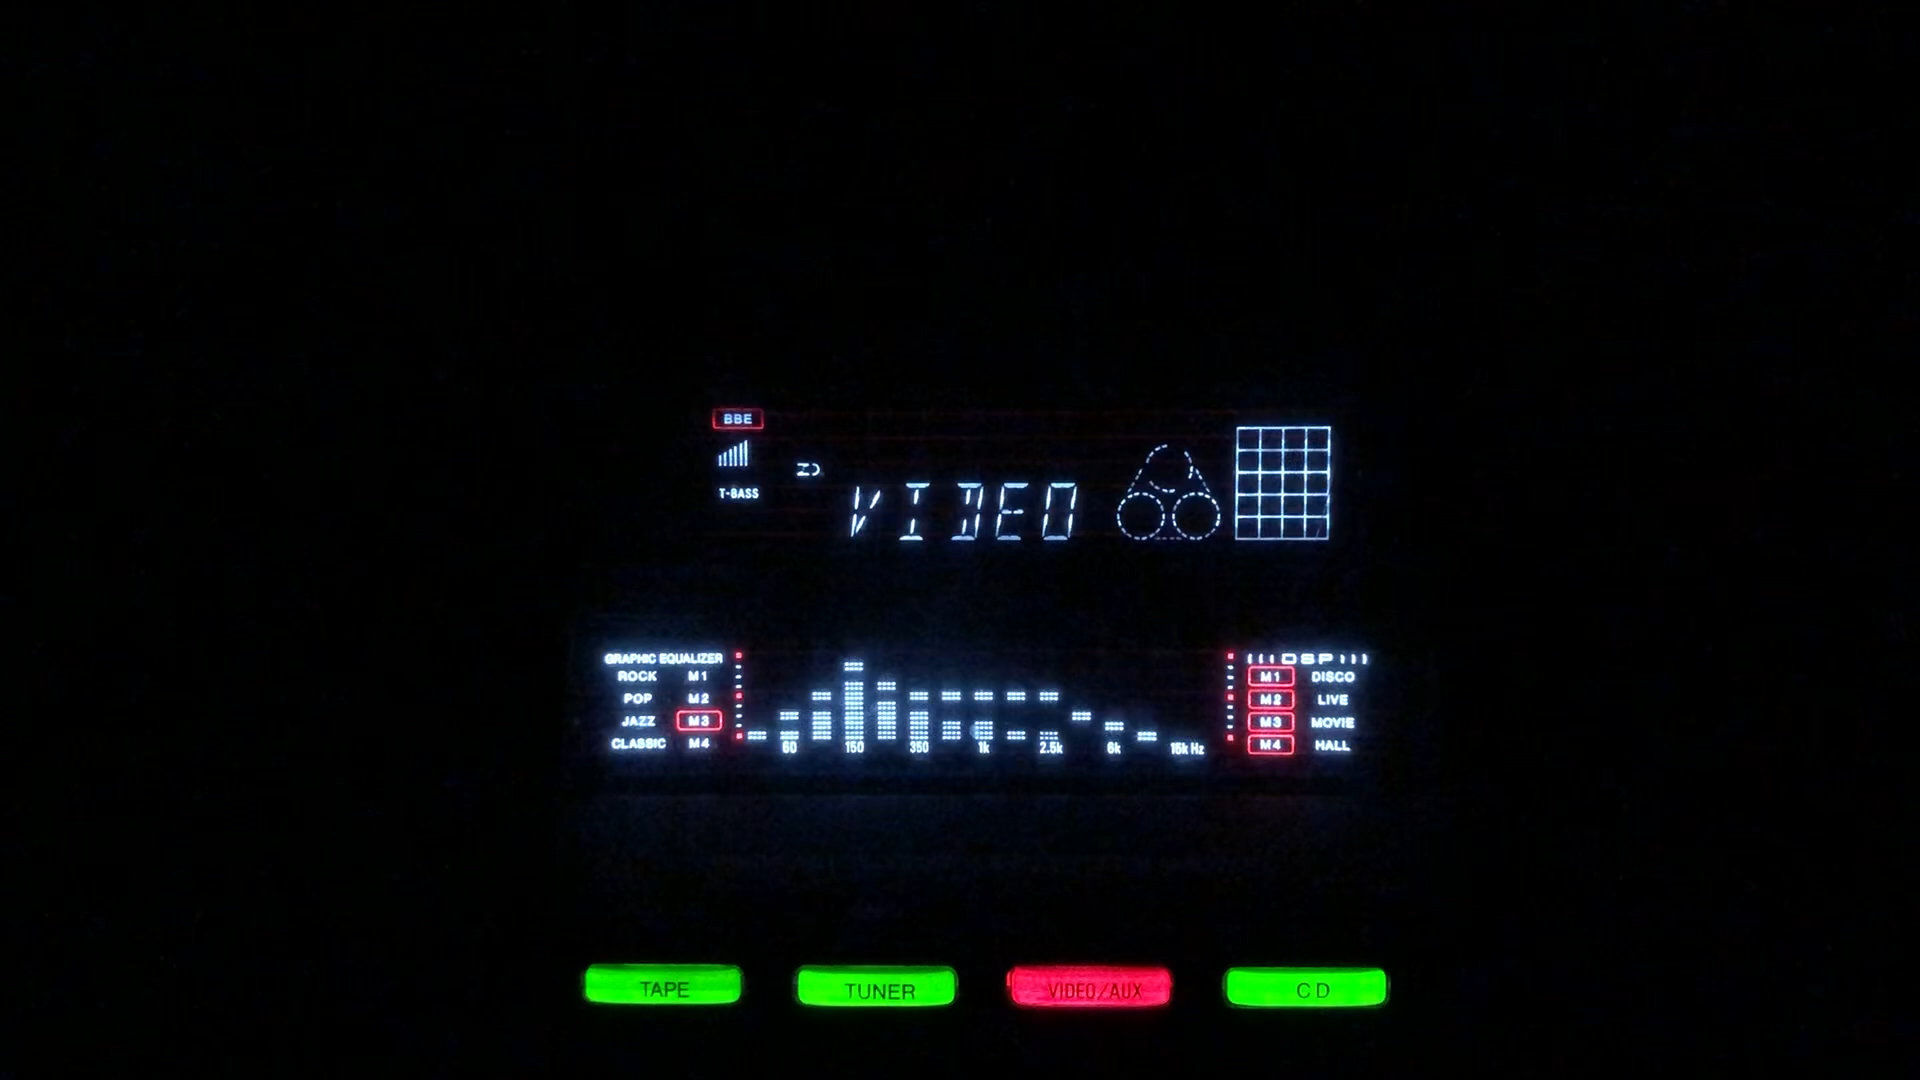 BBE
T-BASS
VIDEO
GRAPHIC EQUALIZER
ROCK M1
POP M2
JAZZ M3
CLASSIC M4
60 150 350 1k 2.5k 6k 15k Hz
DSP
M1 DISCO
M2 LIVE
M3 MOVIE
M4 HALL
TAPE
TUNER
VIDEO/AUX
CD